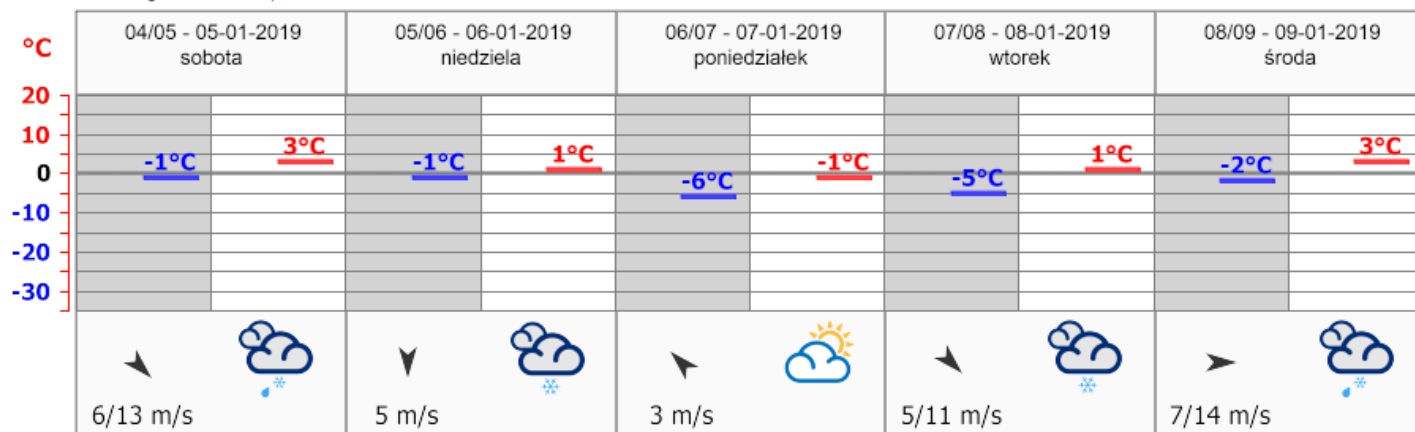 °C
04/05 - 05-01-2019
sobota
05/06 - 06-01-2019
niedziela
06/07 - 07-01-2019
poniedziałek
07/08 - 08-01-2019
wtorek
08/09 - 09-01-2019
środa
20
10
0
-10
-20
-30
-1°C
3°C
-1°C
1°C
-6°C
-1°C
-5°C
1°C
-2°C
3°C
6/13 m/s
5 m/s
3 m/s
5/11 m/s
7/14 m/s